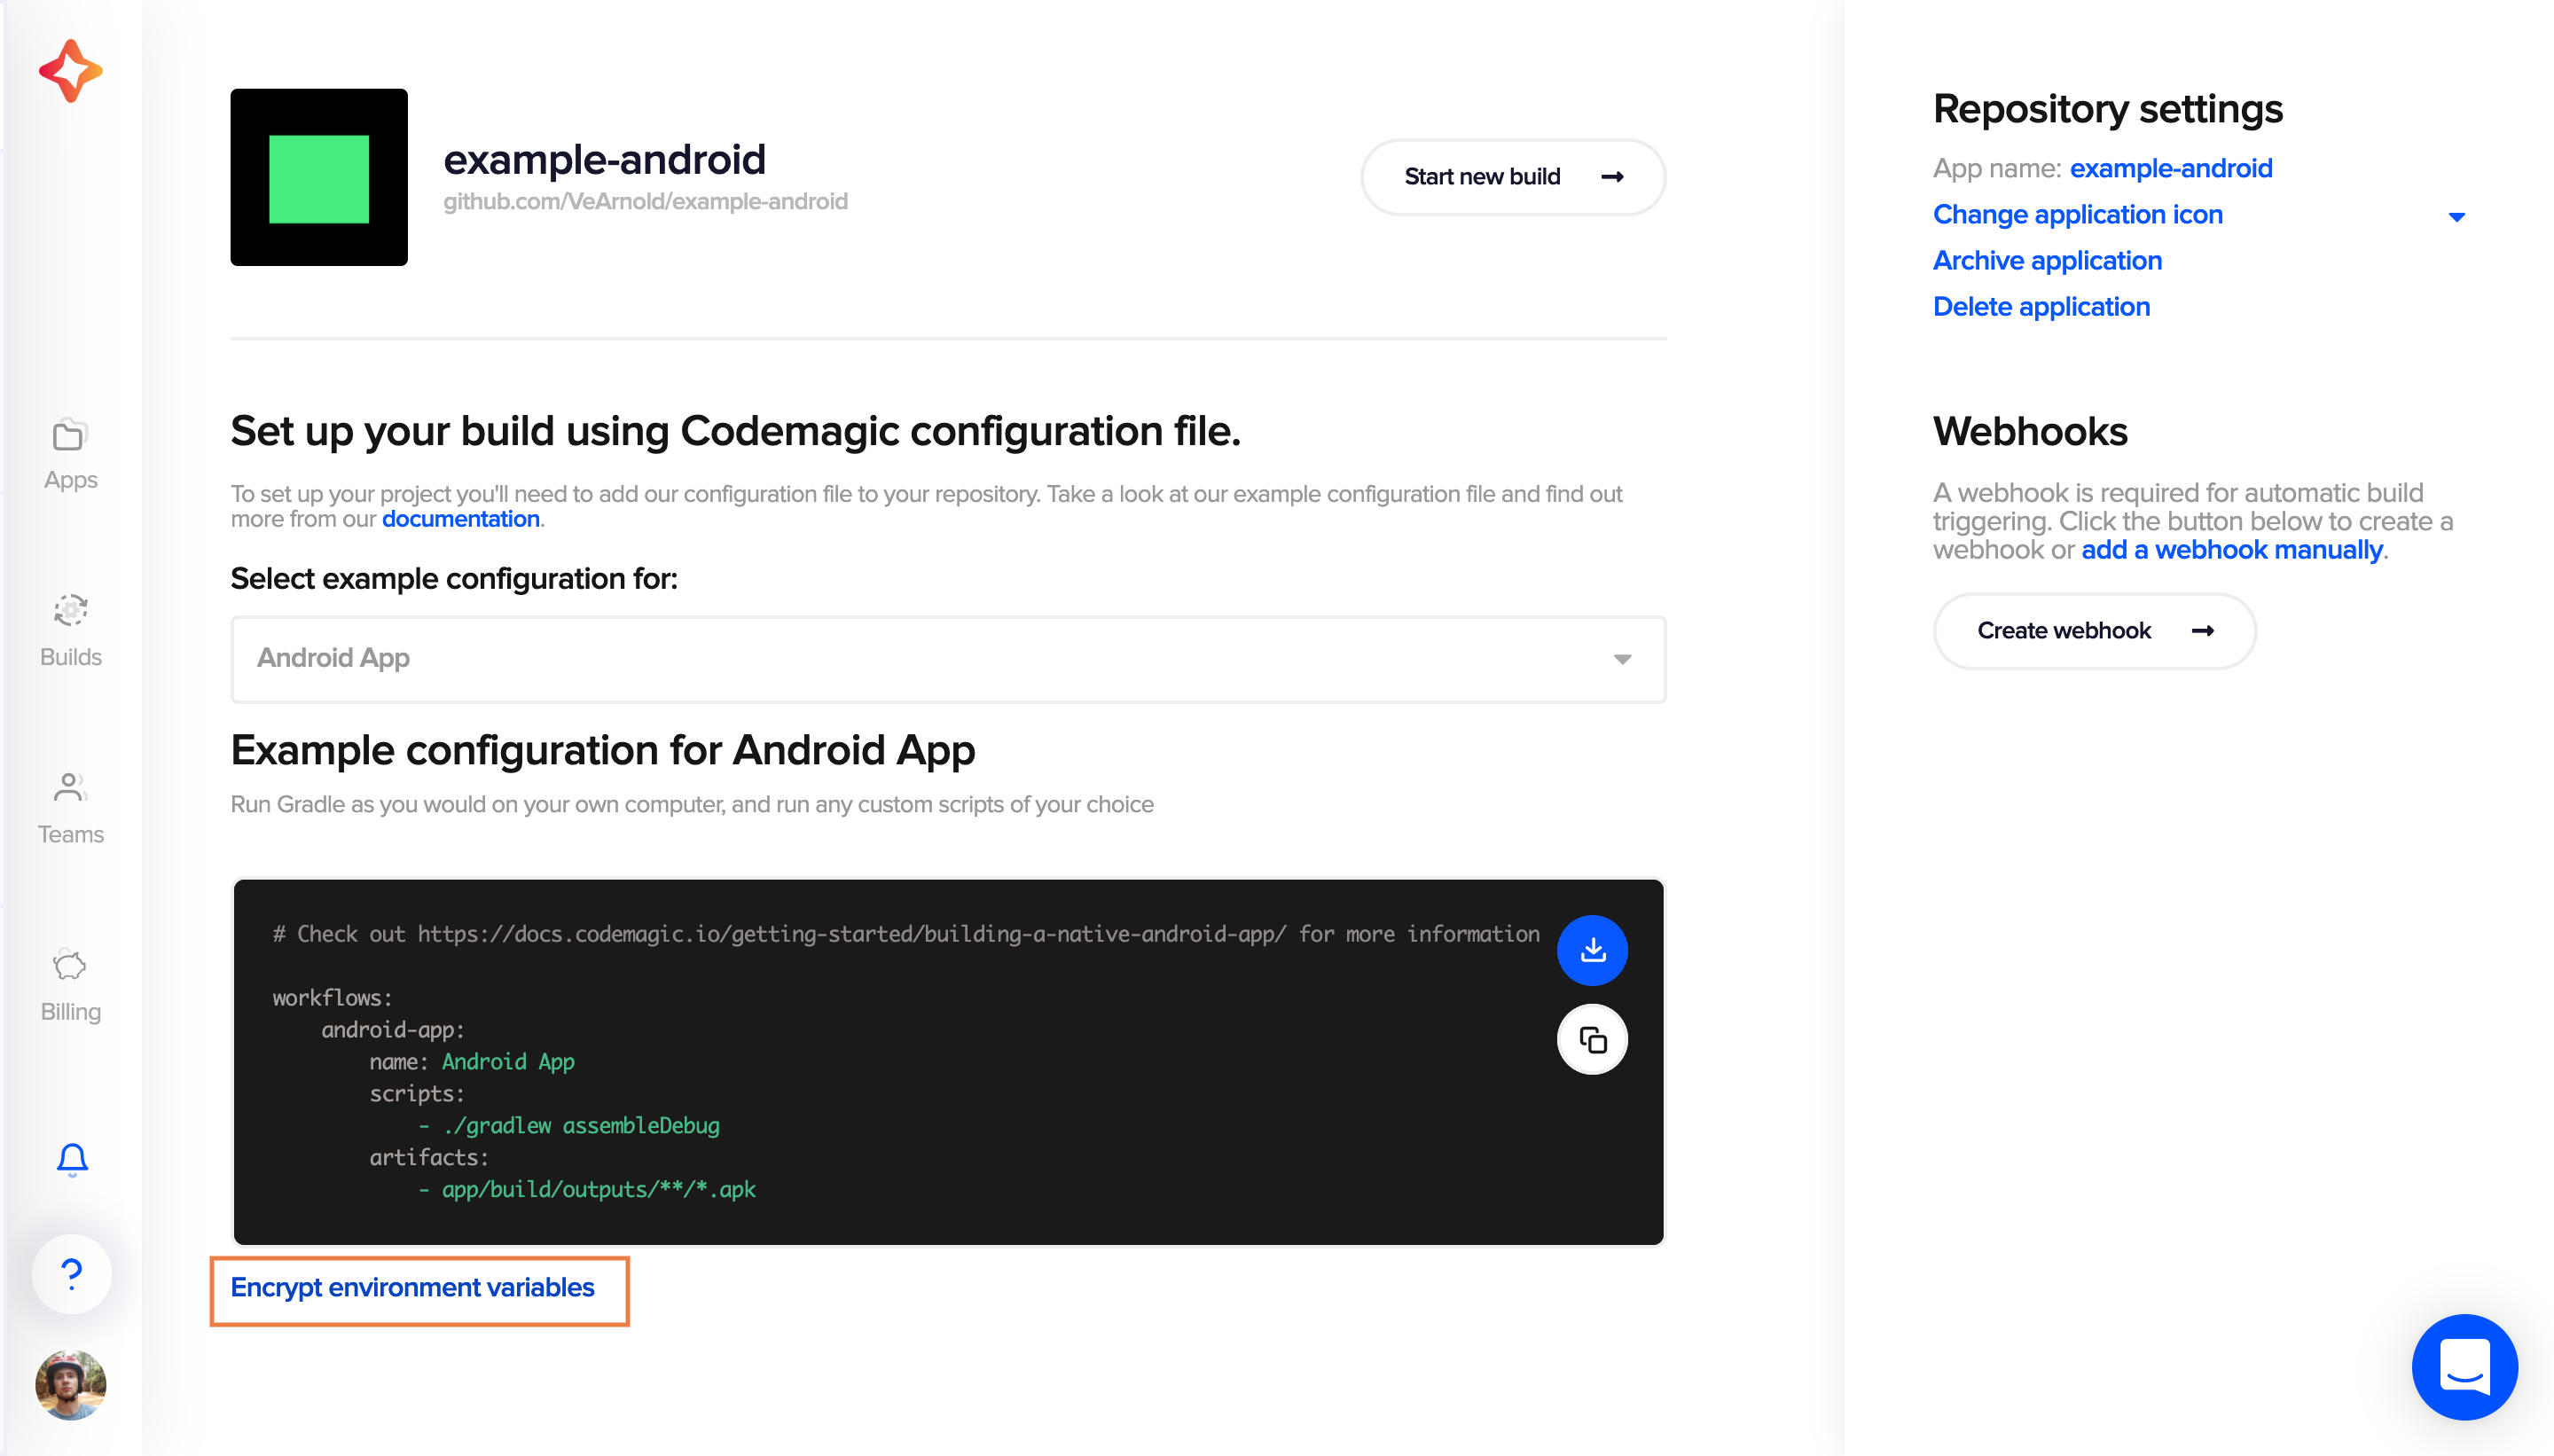 Apps
Builds
Teams
Billing
?
example-android
github.com/VeArnold/example-android
Start new build
Set up your build using Codemagic configuration file.
To set up your project you'll need to add our configuration file to your repository. Take a look at our example configuration file and find out
more from our documentation.
Select example configuration for:
Android App
Example configuration for Android App
Run Gradle as you would on your own computer, and run any custom scripts of your choice
# Check out https://docs.codemagic.io/getting-started/building-a-native-android-app/ for more information
workflows:
android-app:
name: Android App
scripts:
- ./gradlew assembleDebug
artifacts:
- app/build/outputs/**/*.apk
Encrypt environment variables
Repository settings
App name: example-android
Change application icon
Archive application
Delete application
Webhooks
A webhook is required for automatic build
triggering. Click the button below to create a
webhook or add a webhook manually.
Create webhook